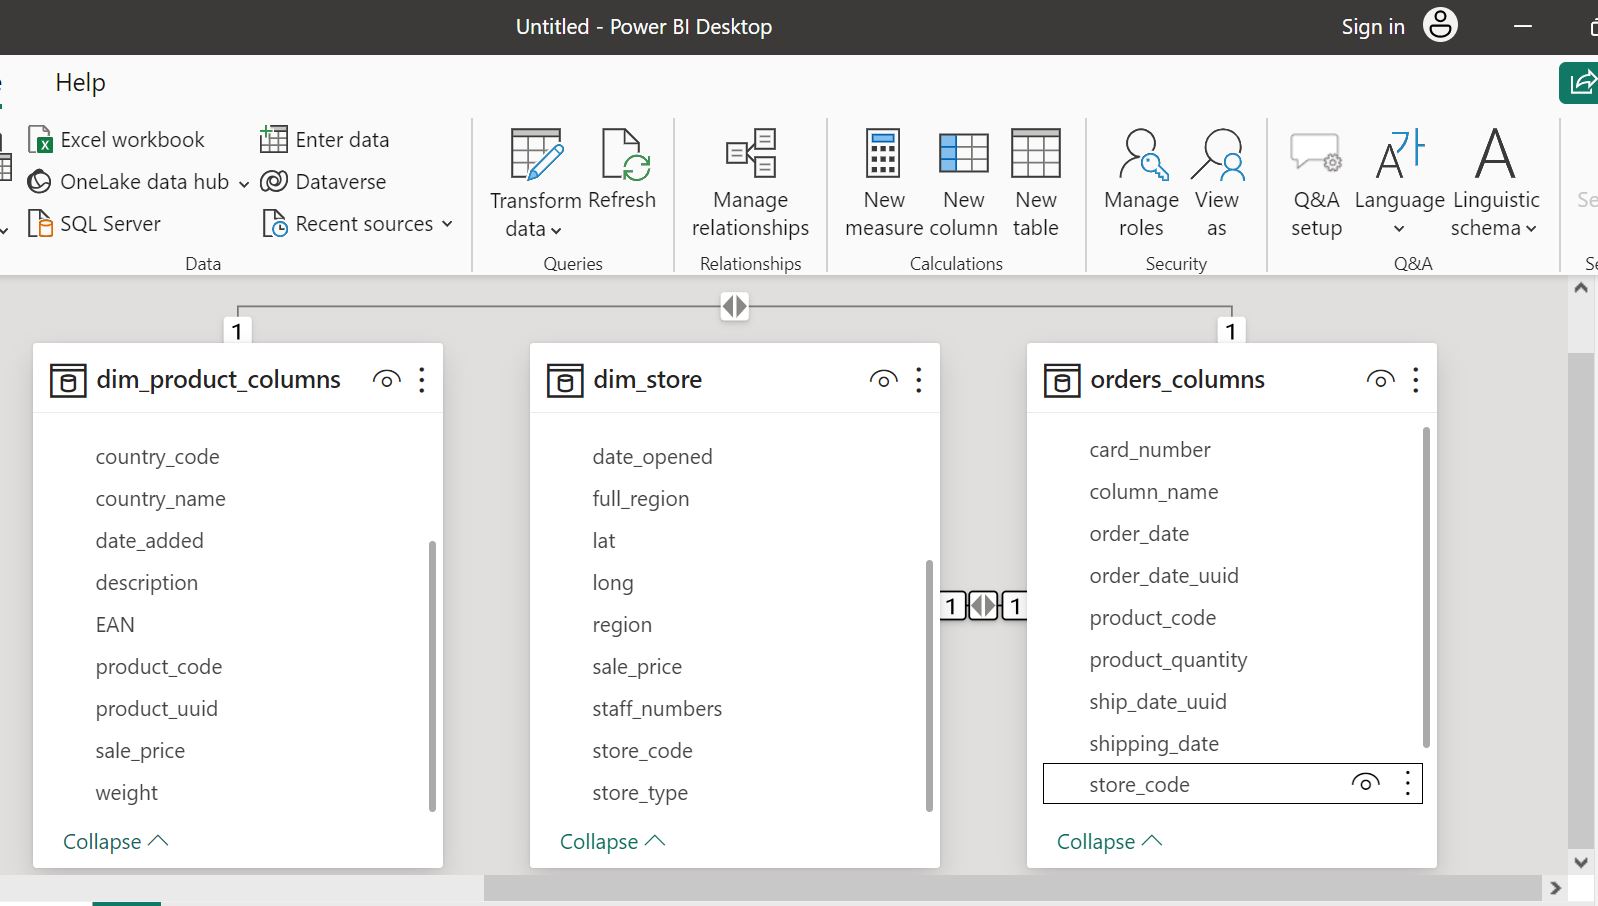 Untitled - Power BI Desktop
Sign in
Help
Excel workbook
OneLake data hub
SQL Server
Enter data
Dataverse
Recent sources
Data
Transform
data
Refresh
Queries
Manage
relationships
Relationships
New
measure
New
column
New
table
Calculations
Manage
roles
View
as
Security
Q&A
setup
Language
Linguistic
schema
Q&A
1
1
dim_product_columns
country_code
country_name
date_added
description
EAN
product_code
product_uuid
sale_price
weight
Collapse
dim_store
date_opened
full_region
lat
long
region
sale_price
staff_numbers
store_code
store_type
Collapse
1
1
orders_columns
card_number
column_name
order_date
order_date_uuid
product_code
product_quantity
ship_date_uuid
shipping_date
store_code
Collapse